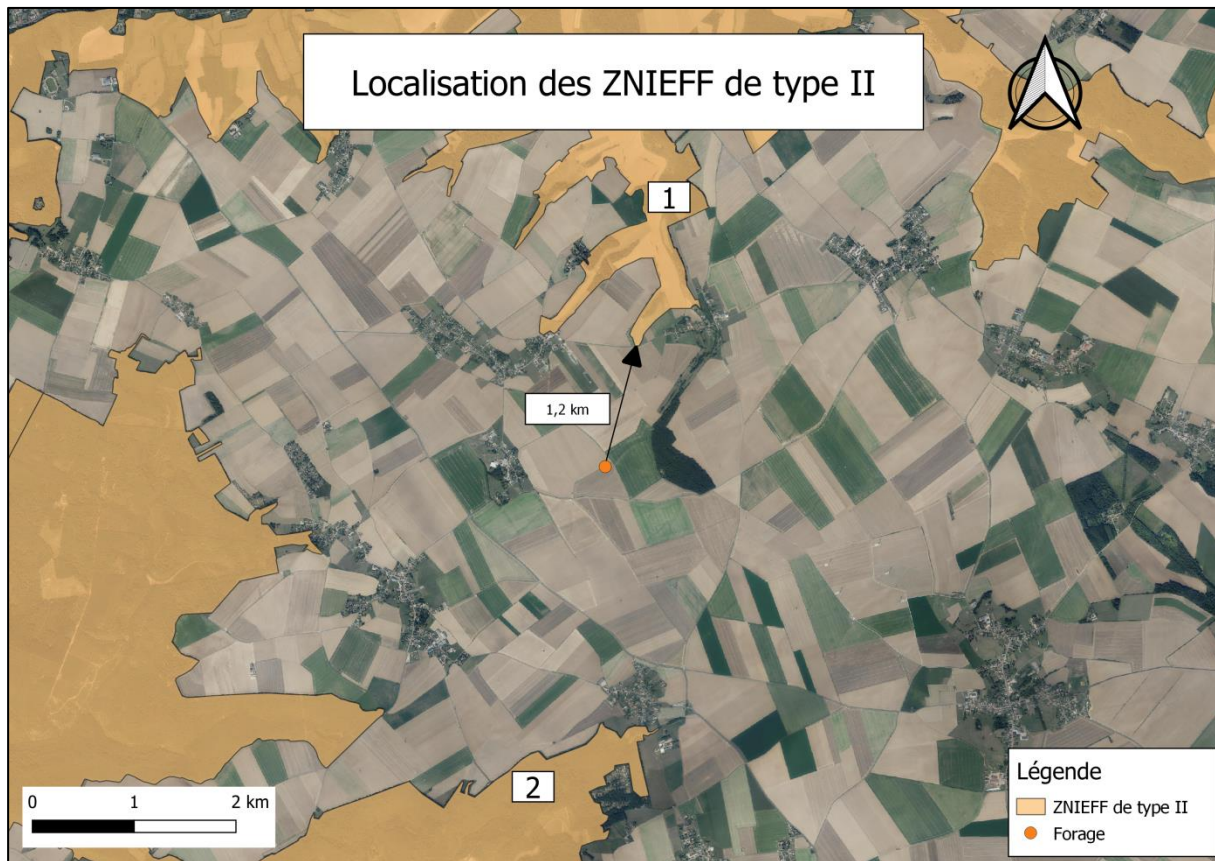 Localisation des ZNIEFF de type II
1
1,2 km
2
Légende
ZNIEFF de type II
Forage
0 1 2 km